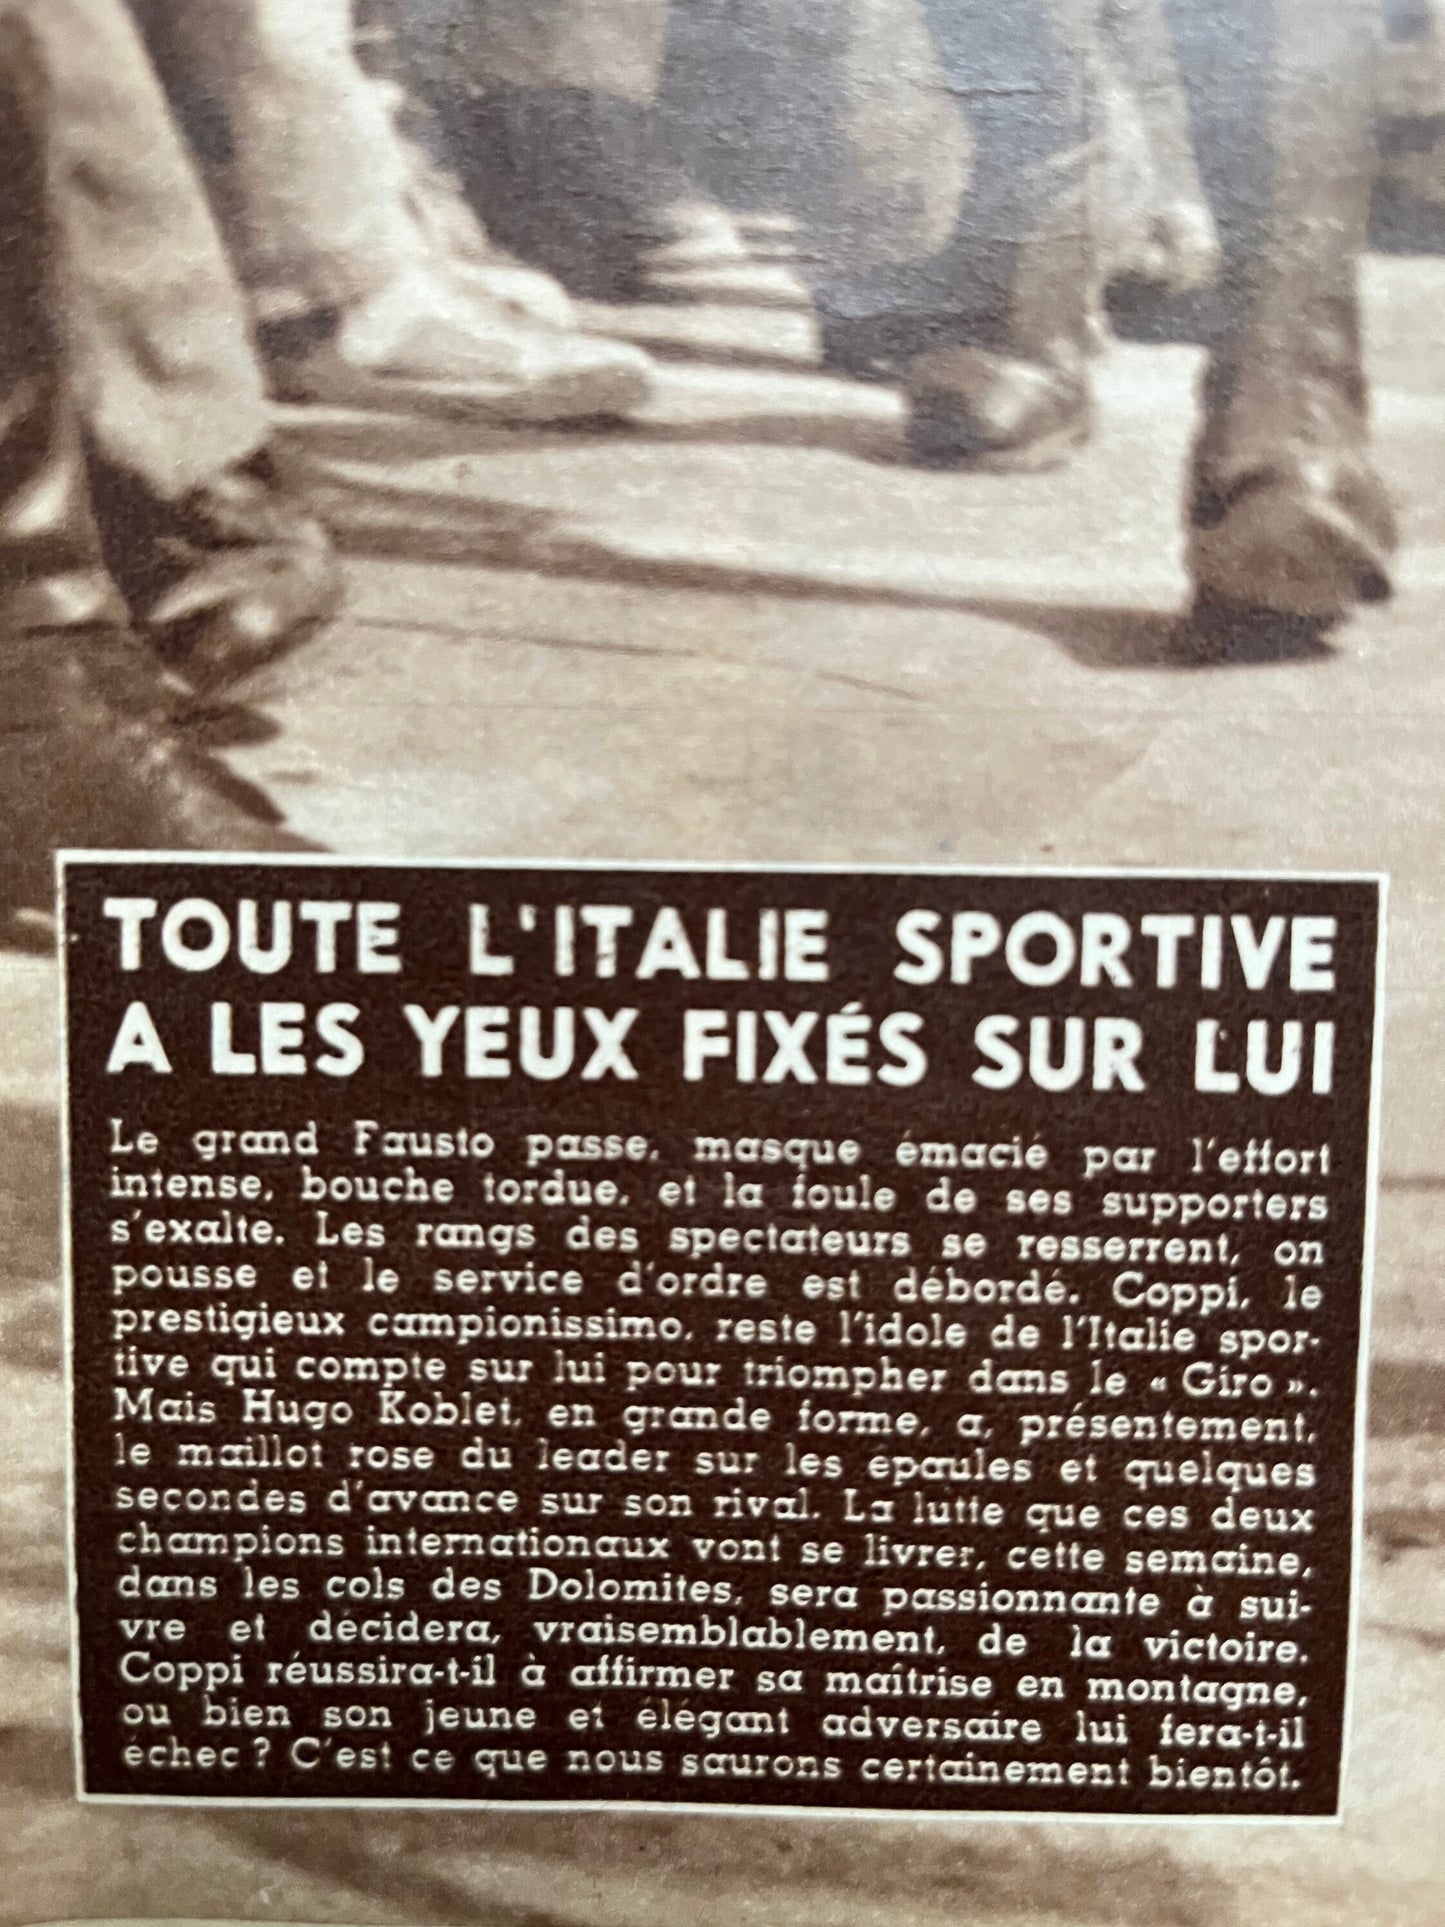 TOUTE L'ITALIE SPORTIVE
A LES YEUX FIXÉS SUR LUI
Le grand Fausto passe, masque émacié par l'effort
intense, bouche tordue, et la foule de ses supporters
s'exalte. Les rangs des spectateurs se resserrent, on
pousse et le service d'ordre est débordé. Coppi, le
prestigieux campionissimo, reste l'idole de l'Italie spor-
tive qui compte sur lui pour triompher dans le « Giro ».
Mais Hugo Koblet, en grande forme, a, présentement,
le maillot rose du leader sur les épaules et quelques
secondes d'avance sur son rival. La lutte que ces deux
champions internationaux vont se livrer, cette semaine,
dans les cols des Dolomites, sera passionnante à sui-
vre et décidera, vraisemblablement, de la victoire.
Coppi réussira-t-il à affirmer sa maîtrise en montagne,
ou bien son jeune et élégant adversaire lui fera-t-il
échec ? C'est ce que nous saurons certainement bientôt.